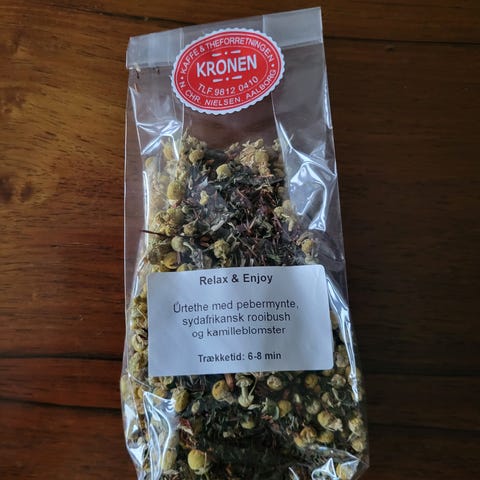 KAFFE & THEFORRETNINGEN
KRONEN
TLF. 9812 0410
N. CHR. NIELSEN. AALBORG
Relax & Enjoy
Úrtethe med pebermynte,
sydafrikansk rooibush
og kamilleblomster
Trækketid: 6-8 min